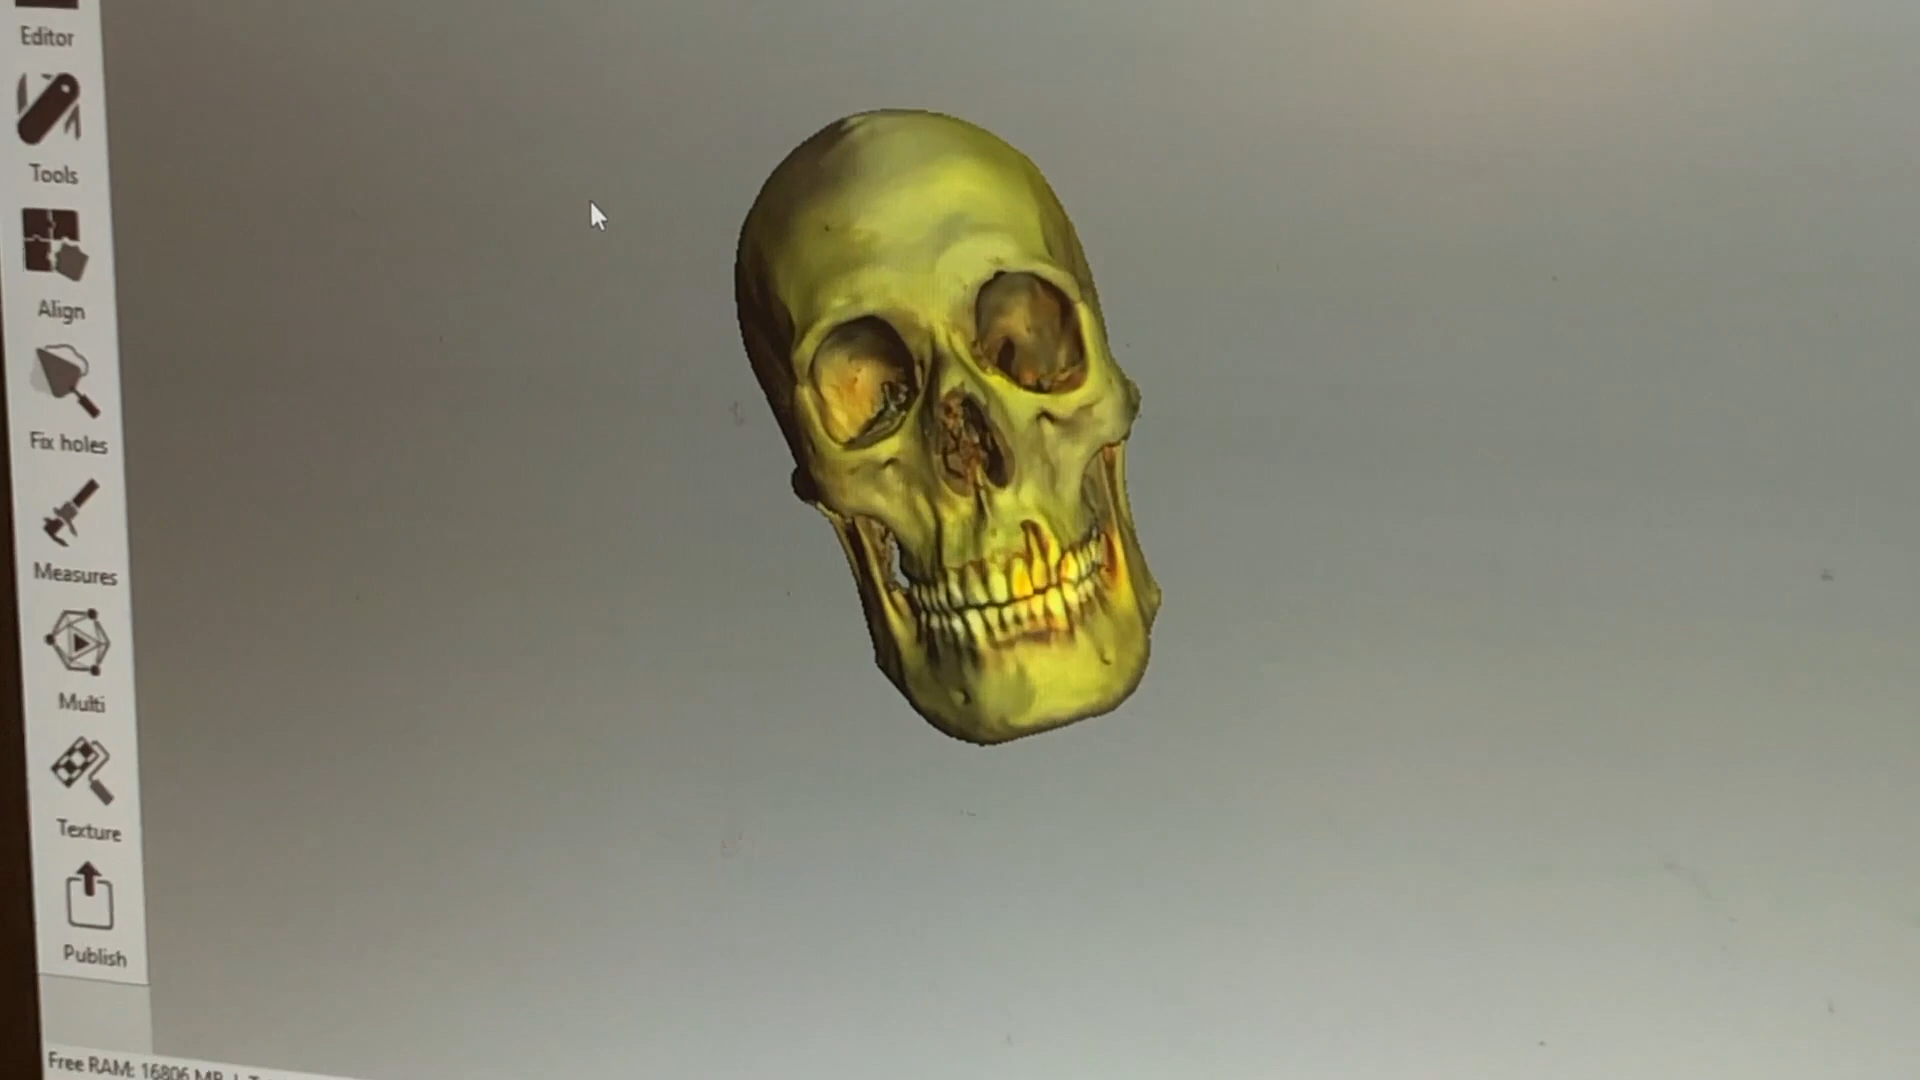 Editor
Tools
Align
Fix holes
Measures
Multi
Texture
Publish
Free RAM: 16806 MB